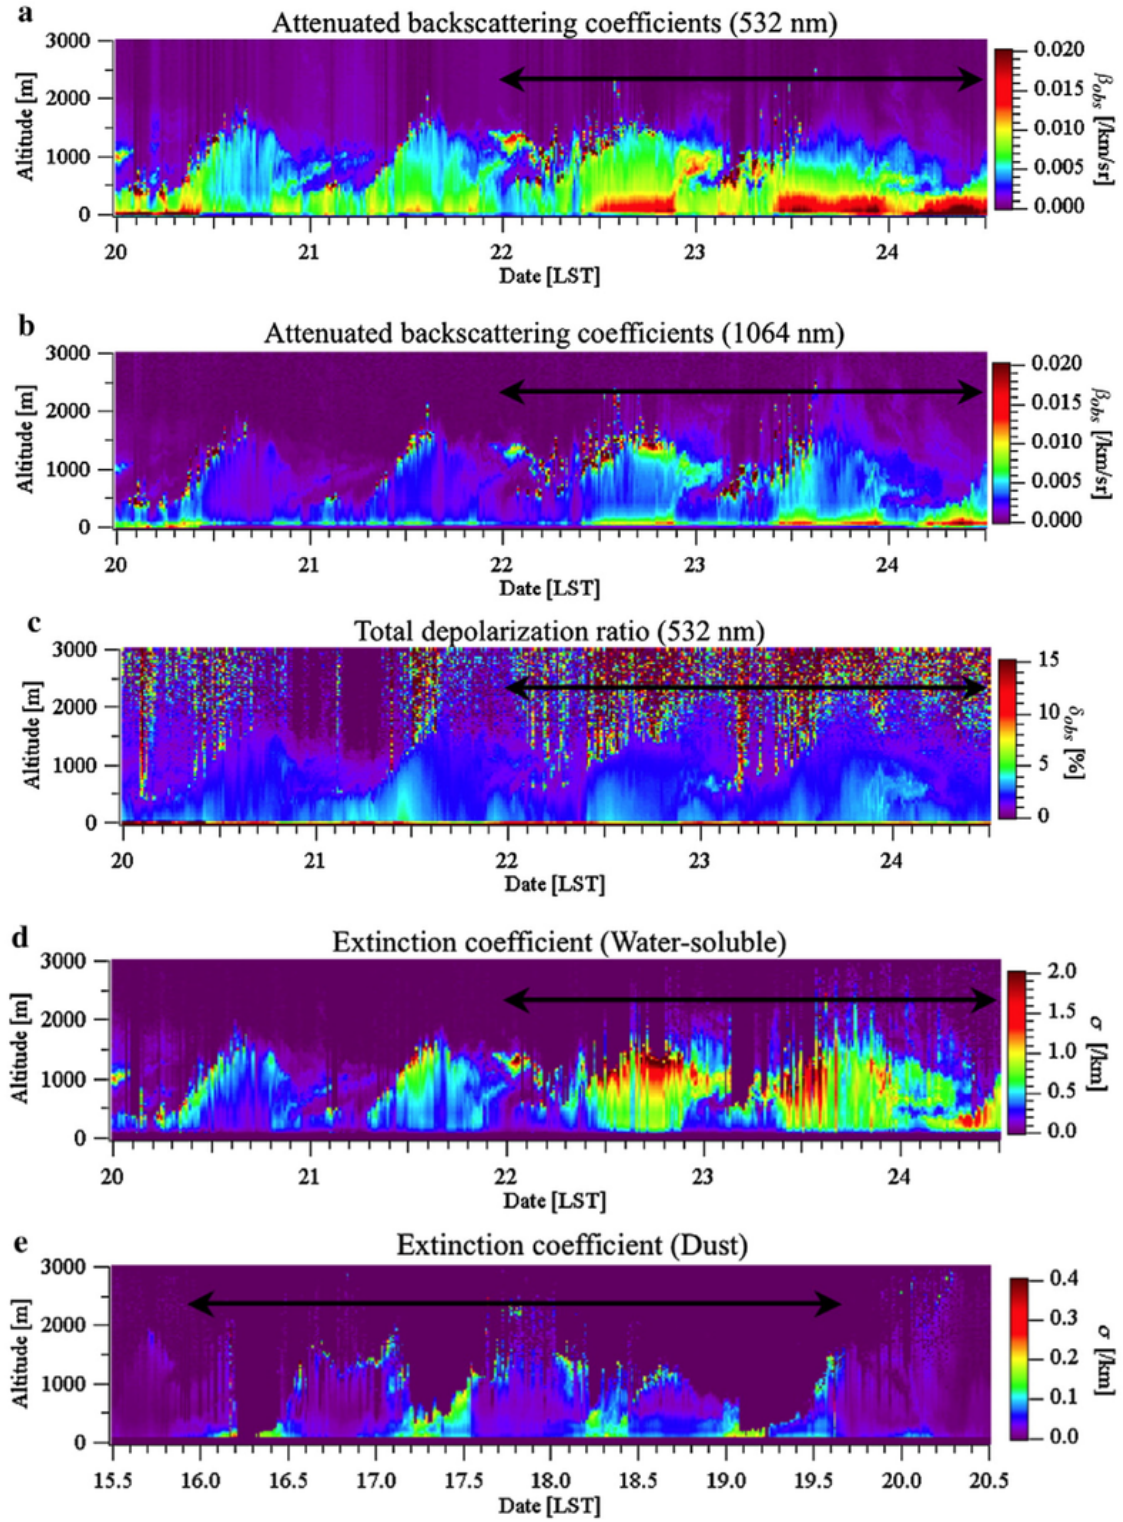 a
Attenuated backscattering coefficients (532 nm)
3000
2000
1000
0
Altitude [m]
20 21 22 23 24
Date [LST]
0.020
0.015
0.010
0.005
0.000
βobs [/km/sr]
b
Attenuated backscattering coefficients (1064 nm)
3000
2000
1000
0
Altitude [m]
20 21 22 23 24
Date [LST]
0.020
0.015
0.010
0.005
0.000
βobs [/km/sr]
c
Total depolarization ratio (532 nm)
3000
2000
1000
0
Altitude [m]
20 21 22 23 24
Date [LST]
15
10
5
0
δobs [%]
d
Extinction coefficient (Water-soluble)
3000
2000
1000
0
Altitude [m]
20 21 22 23 24
Date [LST]
2.0
1.5
1.0
0.5
0.0
σ [/km]
e
Extinction coefficient (Dust)
3000
2000
1000
0
Altitude [m]
15.5 16.0 16.5 17.0 17.5 18.0 18.5 19.0 19.5 20.0 20.5
Date [LST]
0.4
0.3
0.2
0.1
0.0
σ [/km]